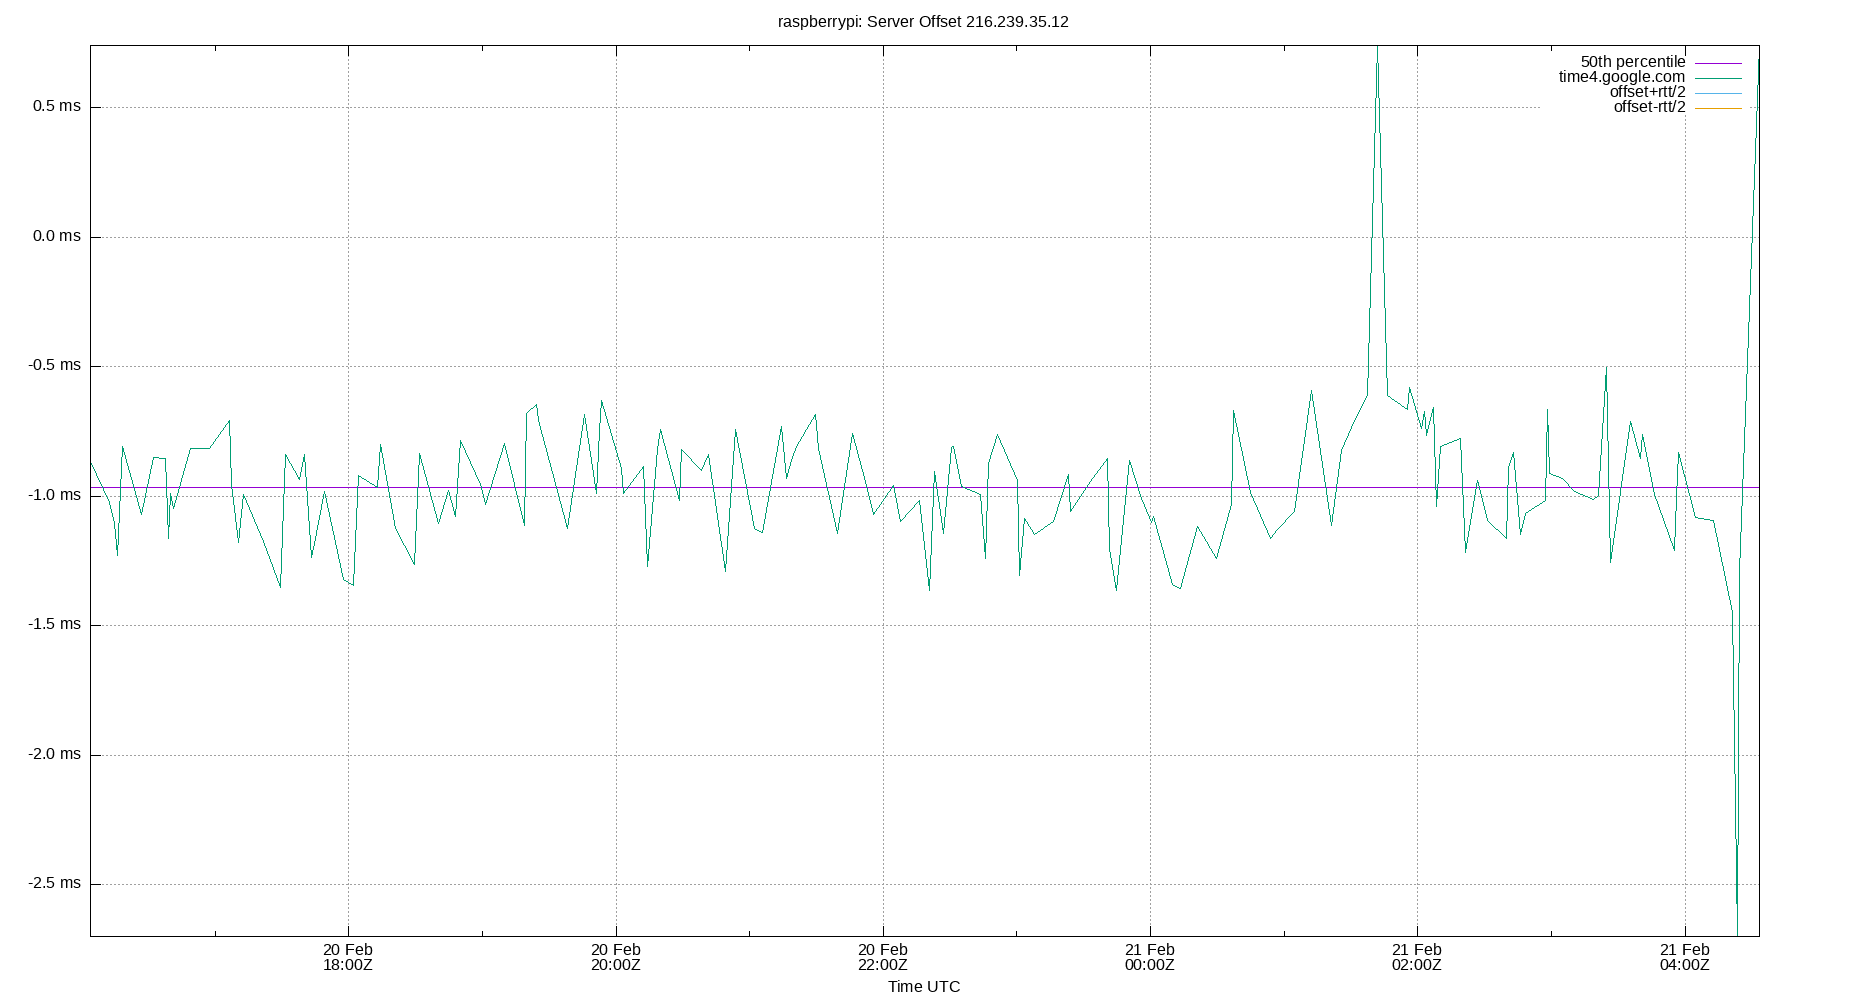 raspberrypi: Server Offset 216.239.35.12
50th percentile
time4.google.com
offset+rtt/2
offset-rtt/2
0.5 ms
0.0 ms
-0.5 ms
-1.0 ms
-1.5 ms
-2.0 ms
-2.5 ms
20 Feb 20 Feb 20 Feb 21 Feb 21 Feb 21 Feb
18:00Z 20:00Z 22:00Z 00:00Z 02:00Z 04:00Z
Time UTC